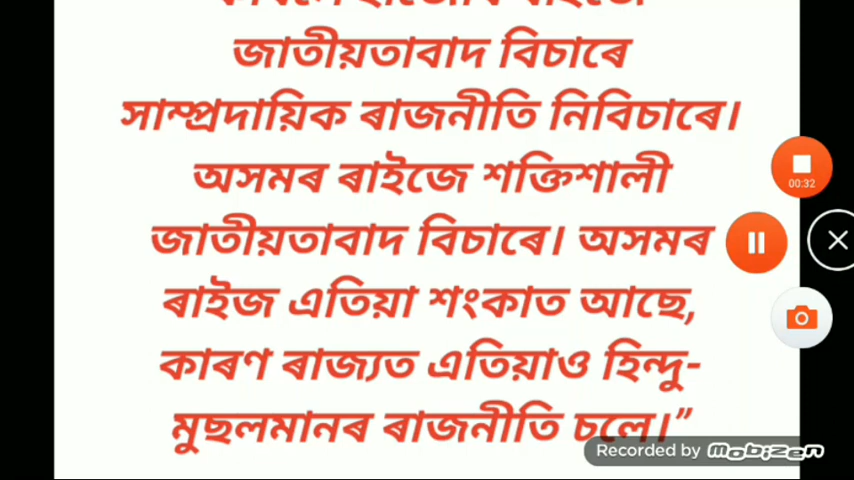 জাতীয়তাবাদ বিচাৰে
সাম্প্ৰদায়িক ৰাজনীতি নিবিচাৰে।
অসমৰ ৰাইজে শক্তিশালী
জাতীয়তাবাদ বিচাৰে। অসমৰ
ৰাইজ এতিয়া শংকাত আছে,
কাৰণ ৰাজ্যত এতিয়াও হিন্দু-
মুছলমানৰ ৰাজনীতি চলে।”
00:32
Recorded by Mobizen